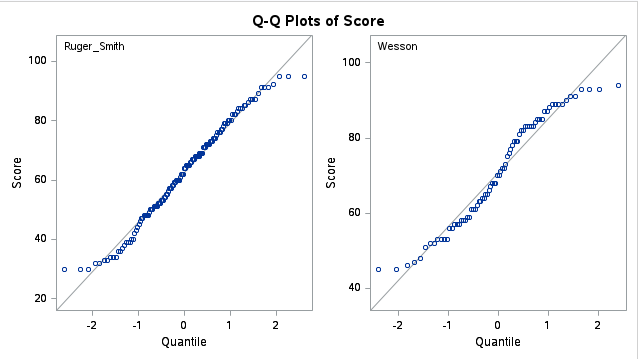 Q-Q Plots of Score
Ruger_Smith
Wesson
100
80
60
40
20
Score
-2 -1 0 1 2
Quantile
100
80
60
40
Score
-2 -1 0 1 2
Quantile